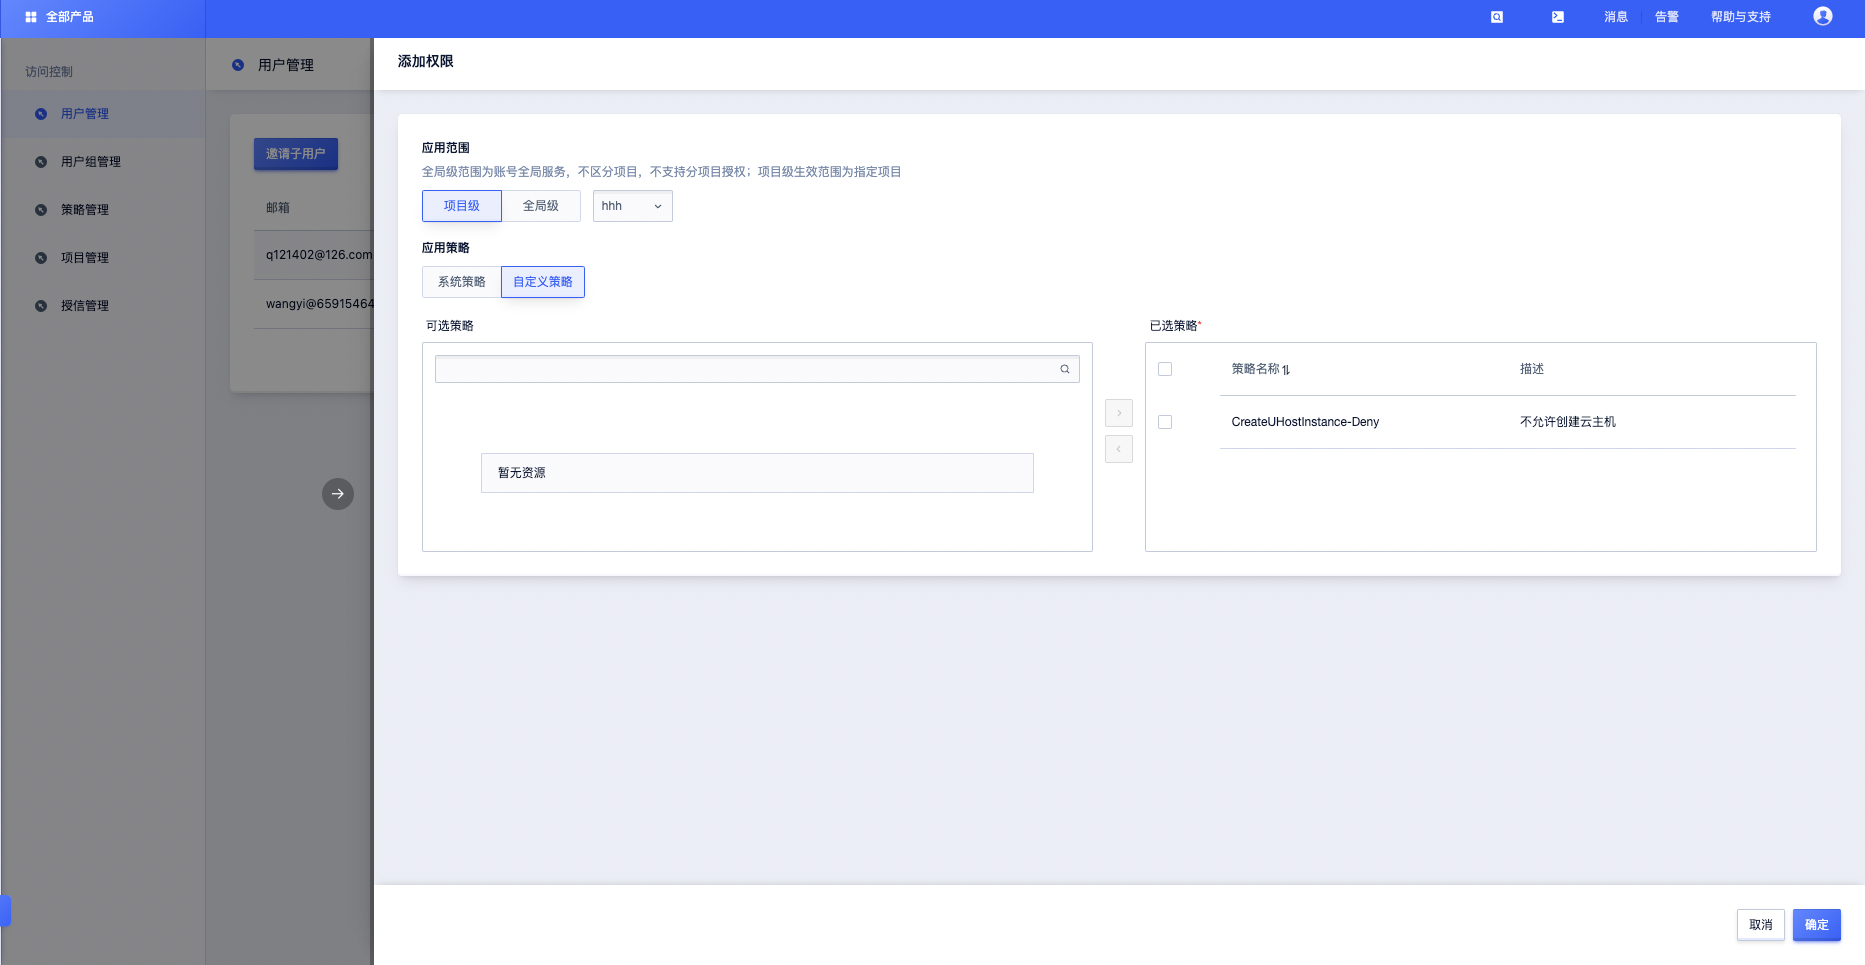 全部产品
消息
告警
帮助与支持
访问控制
用户管理
用户组管理
策略管理
项目管理
授信管理
用户管理
邀请子用户
邮箱
q121402@126.com
wangyi@65915464
添加权限
应用范围
全局级范围为账号全局服务，不区分项目，不支持分项目授权；项目级生效范围为指定项目
项目级
全局级
hhh
应用策略
系统策略
自定义策略
可选策略
暂无资源
已选策略*
策略名称
描述
CreateUHostInstance-Deny
不允许创建云主机
取消
确定